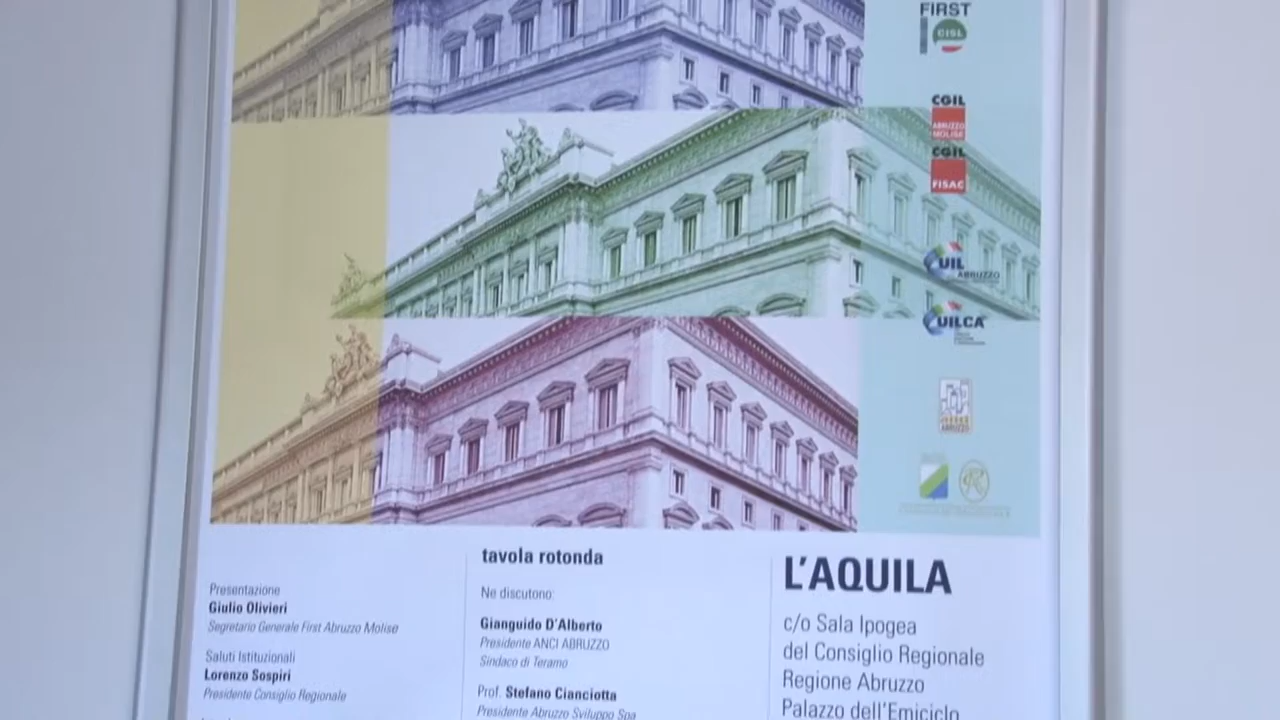 FIRST
CISL
CGIL
ABRUZZO
MOLISE
CGIL
FISAC
UIL
ABRUZZO
UILCA
ABRUZZO
Presentazione
Giulio Olivieri
Segretario Generale First Abruzzo Molise
Saluti Istituzionali
Lorenzo Sospiri
Presidente Consiglio Regionale
tavola rotonda
Ne discutono:
Gianguido D'Alberto
Presidente ANCI ABRUZZO
Sindaco di Teramo
Prof. Stefano Cianciotta
Presidente Abruzzo Sviluppo Spa
L'AQUILA
c/o Sala Ipogea
del Consiglio Regionale
Regione Abruzzo
Palazzo dell'Emiciclo